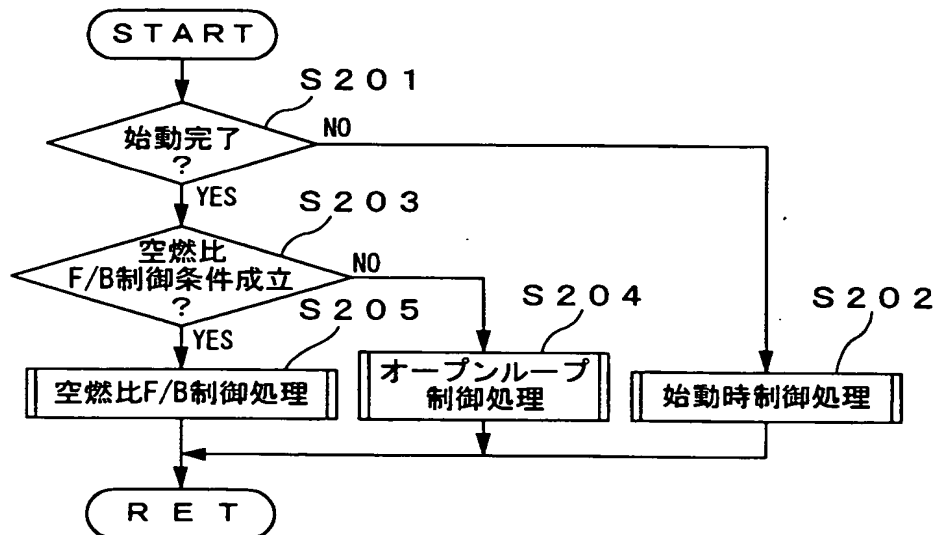 START
S201
始動完了
?
NO
YES
S203
空燃比
F/B制御条件成立
?
NO
YES
S205
S204
S202
空燃比F/B制御処理
オープンループ
制御処理
始動時制御処理
RET